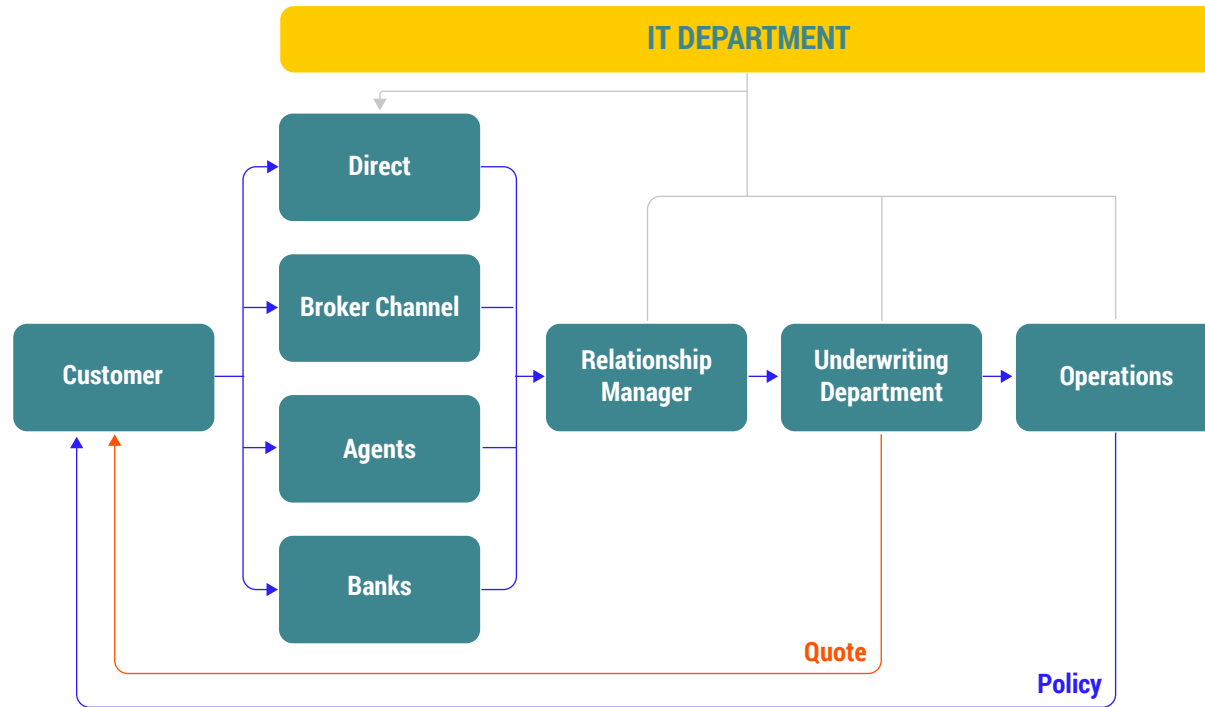 IT DEPARTMENT
Direct
Broker Channel
Customer
Relationship
Manager
Underwriting
Department
Operations
Agents
Banks
Quote
Policy